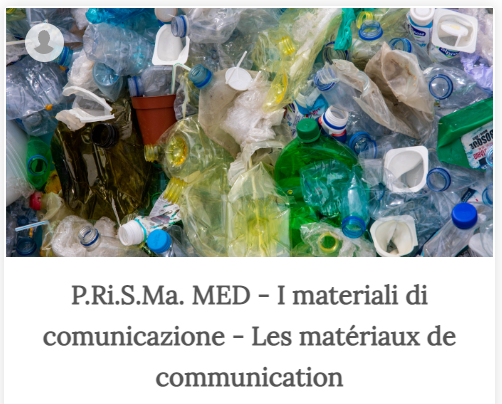 P.Ri.S.Ma. MED - I materiali di
comunicazione - Les matériaux de
communication